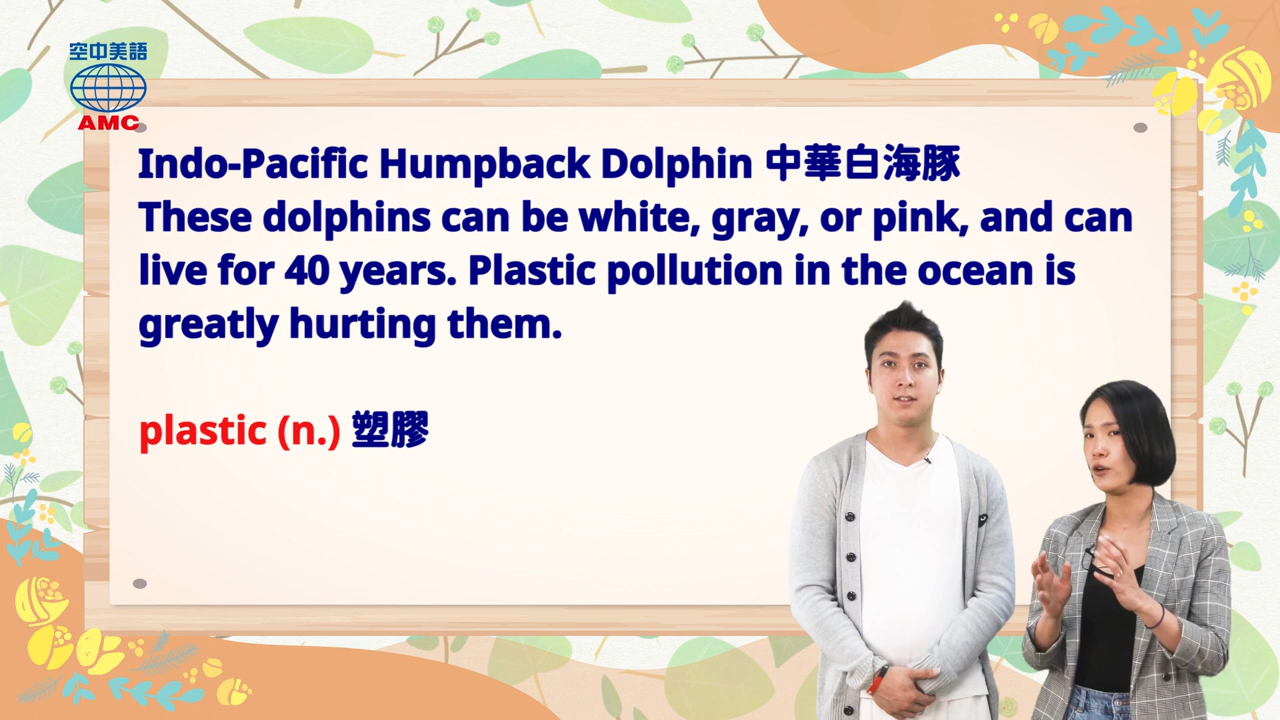 空中美語
AMC
Indo-Pacific Humpback Dolphin 中華白海豚
These dolphins can be white, gray, or pink, and can
live for 40 years. Plastic pollution in the ocean is
greatly hurting them.
plastic (n.) 塑膠